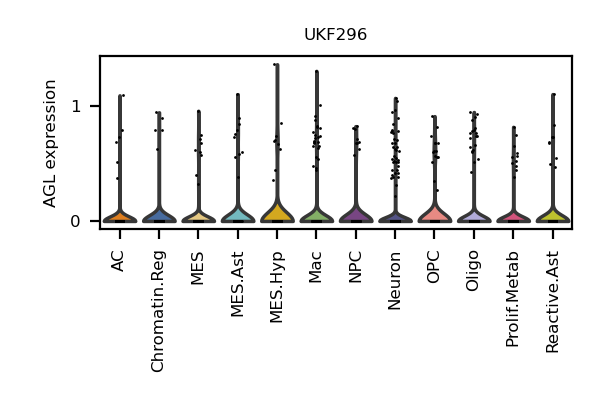 UKF296
AGL expression
1
0
AC
Chromatin.Reg
MES
MES.Ast
MES.Hyp
Mac
NPC
Neuron
OPC
Oligo
Prolif.Metab
Reactive.Ast